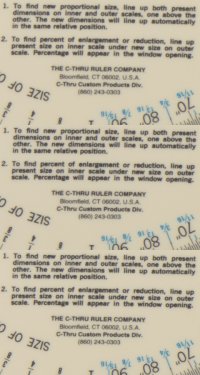 1. To find new proportional size, line up both present
dimensions on inner and outer scales, one above the
other. The new dimensions will line up automatically
in the same relative position.
2. To find percent of enlargement or reduction, line up
present size on inner scale under new size on outer
scale. Percentage will appear in the window opening.
THE C-THRU RULER COMPANY
Bloomfield, CT 06002, U.S.A.
C-Thru Custom Products Div.
(860) 243-0303
SIZE OF
1. To find new proportional size, line up both present
dimensions on inner and outer scales, one above the
other. The new dimensions will line up automatically
in the same relative position.
2. To find percent of enlargement or reduction, line up
present size on inner scale under new size on outer
scale. Percentage will appear in the window opening.
THE C-THRU RULER COMPANY
Bloomfield, CT 06002, U.S.A.
C-Thru Custom Products Div.
(860) 243-0303
SIZE OF
1. To find new proportional size, line up both present
dimensions on inner and outer scales, one above the
other. The new dimensions will line up automatically
in the same relative position.
2. To find percent of enlargement or reduction, line up
present size on inner scale under new size on outer
scale. Percentage will appear in the window opening.
THE C-THRU RULER COMPANY
Bloomfield, CT 06002, U.S.A.
C-Thru Custom Products Div.
(860) 243-0303
SIZE OF